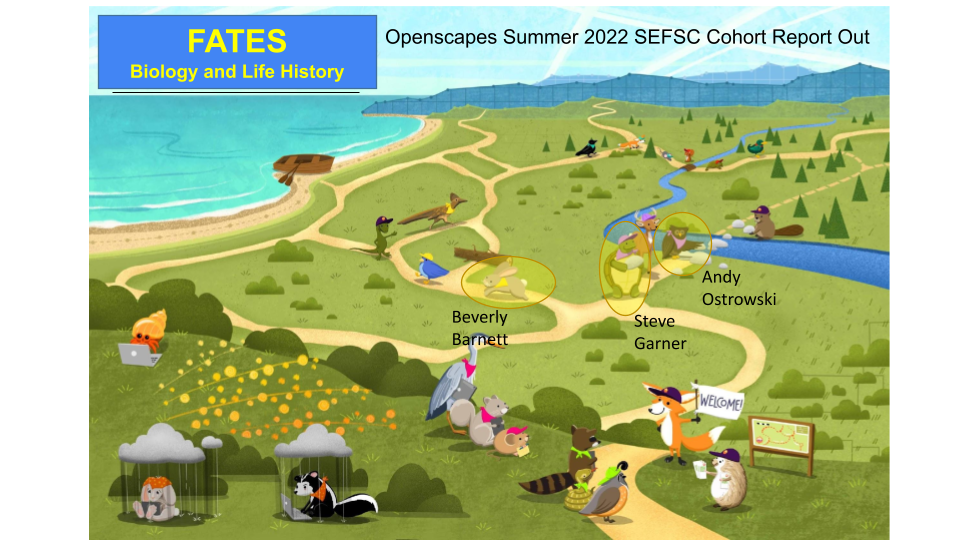 FATES
Biology and Life History
Openscapes Summer 2022 SEFSC Cohort Report Out
Andy
Ostrowski
Beverly
Barnett
Steve
Garner
WELCOME!